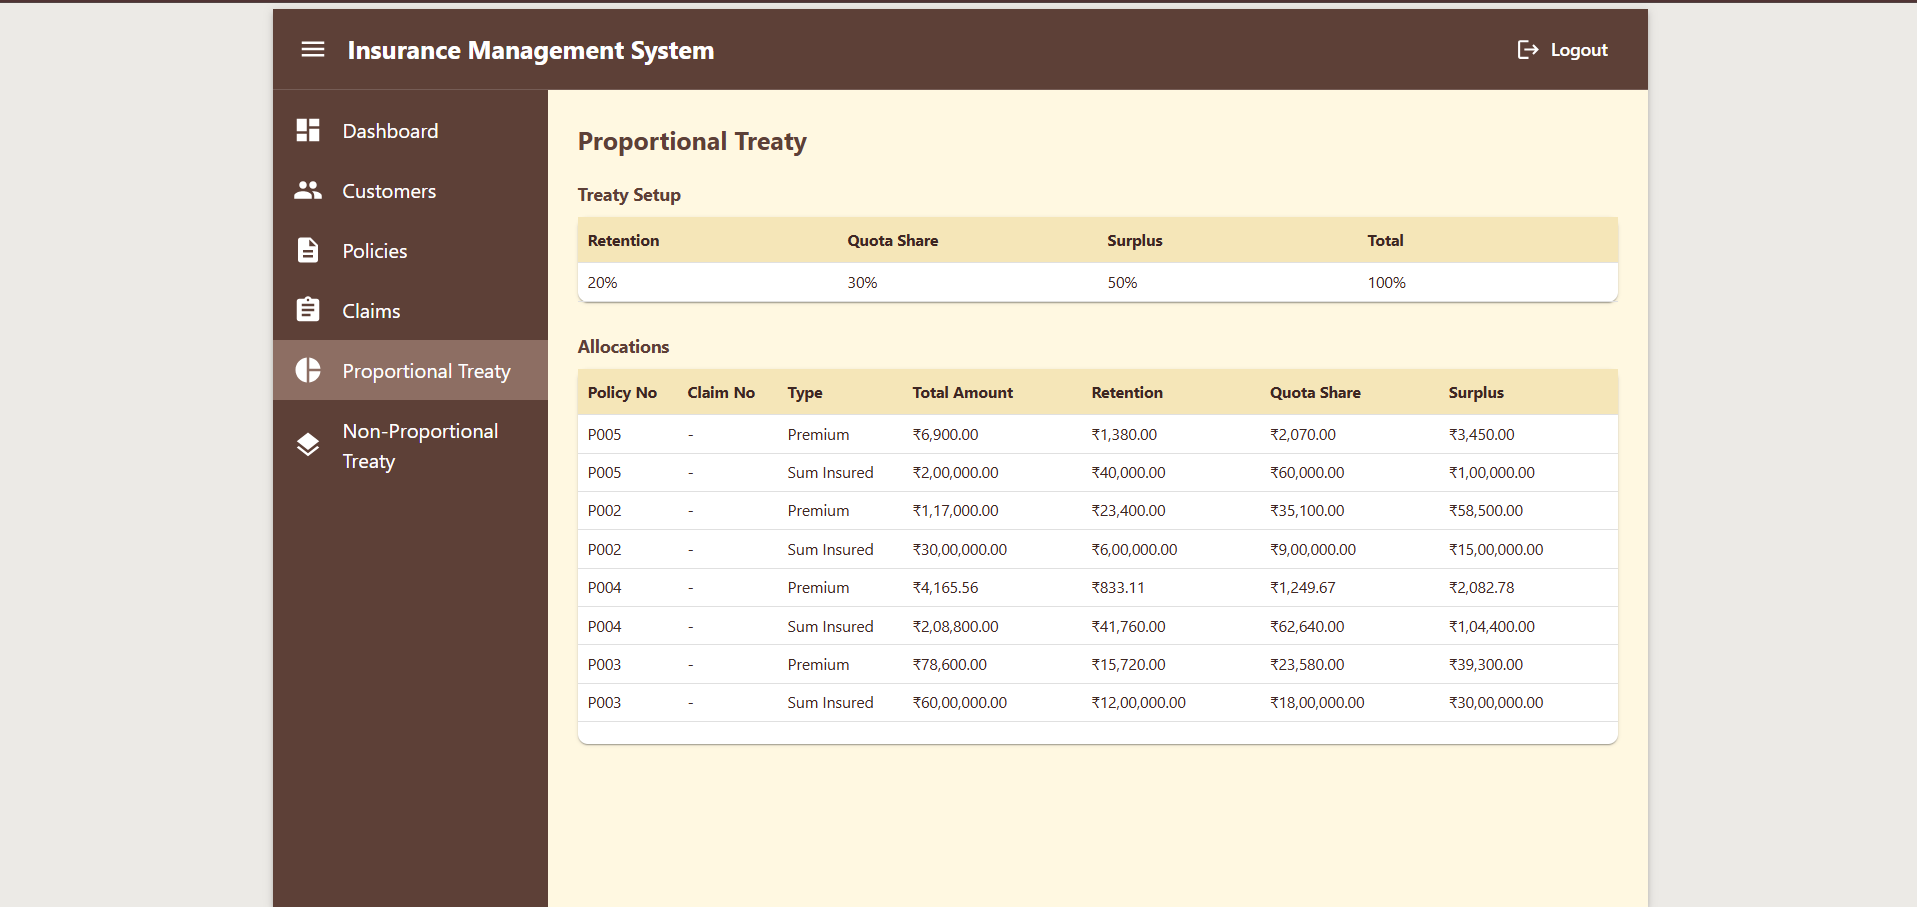 Insurance Management System
Logout
Dashboard
Customers
Policies
Claims
Proportional Treaty
Non-Proportional
Treaty
Proportional Treaty
Treaty Setup
Retention Quota Share Surplus Total
20% 30% 50% 100%
Allocations
Policy No Claim No Type Total Amount Retention Quota Share Surplus
P005 - Premium ₹6,900.00 ₹1,380.00 ₹2,070.00 ₹3,450.00
P005 - Sum Insured ₹2,00,000.00 ₹40,000.00 ₹60,000.00 ₹1,00,000.00
P002 - Premium ₹1,17,000.00 ₹23,400.00 ₹35,100.00 ₹58,500.00
P002 - Sum Insured ₹30,00,000.00 ₹6,00,000.00 ₹9,00,000.00 ₹15,00,000.00
P004 - Premium ₹4,165.56 ₹833.11 ₹1,249.67 ₹2,082.78
P004 - Sum Insured ₹2,08,800.00 ₹41,760.00 ₹62,640.00 ₹1,04,400.00
P003 - Premium ₹78,600.00 ₹15,720.00 ₹23,580.00 ₹39,300.00
P003 - Sum Insured ₹60,00,000.00 ₹12,00,000.00 ₹18,00,000.00 ₹30,00,000.00